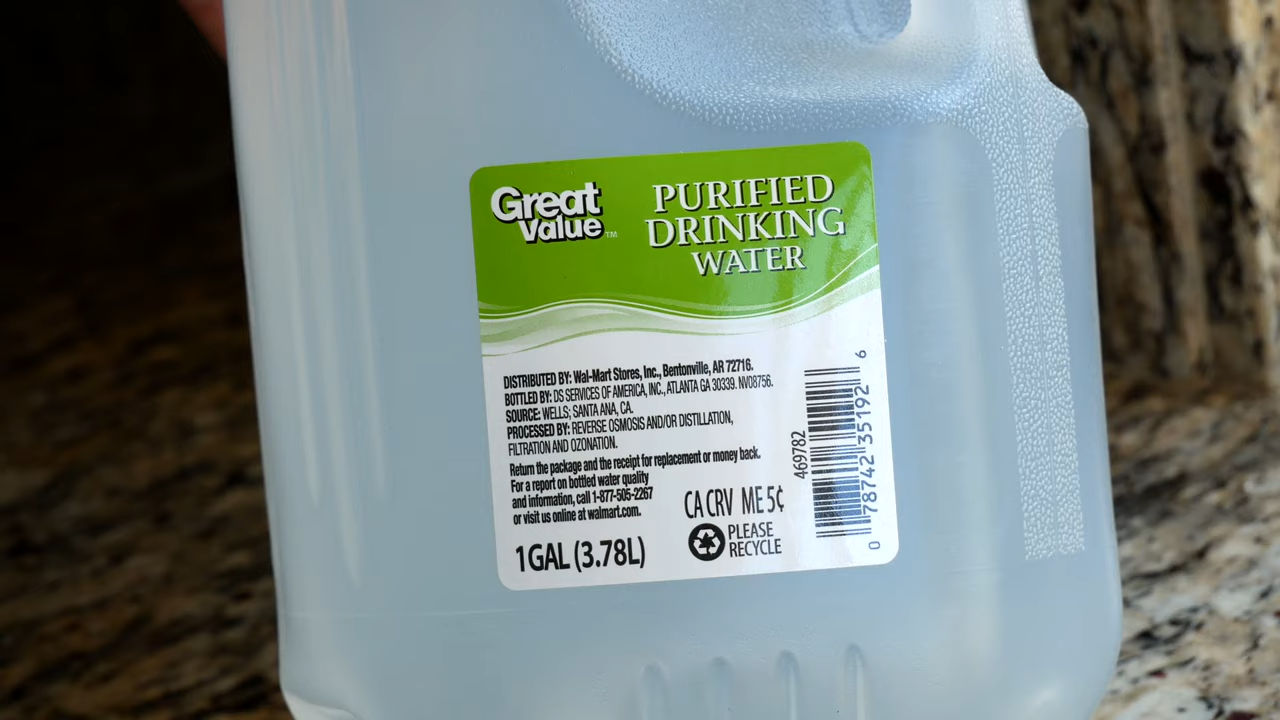 Great
Value™
PURIFIED
DRINKING
WATER
DISTRIBUTED BY: Wal-Mart Stores, Inc., Bentonville, AR 72716.
BOTTLED BY: DS SERVICES OF AMERICA, INC., ATLANTA GA 30339. NV08756.
SOURCE: WELLS; SANTA ANA, CA.
PROCESSED BY: REVERSE OSMOSIS AND/OR DISTILLATION,
FILTRATION AND OZONATION.
Return the package and the receipt for replacement or money back.
For a report on bottled water quality
and information, call 1-877-505-2267
or visit us online at walmart.com.
1 GAL (3.78L)
CA CRV ME 5¢
PLEASE
RECYCLE
469782
0 78742 35192 6